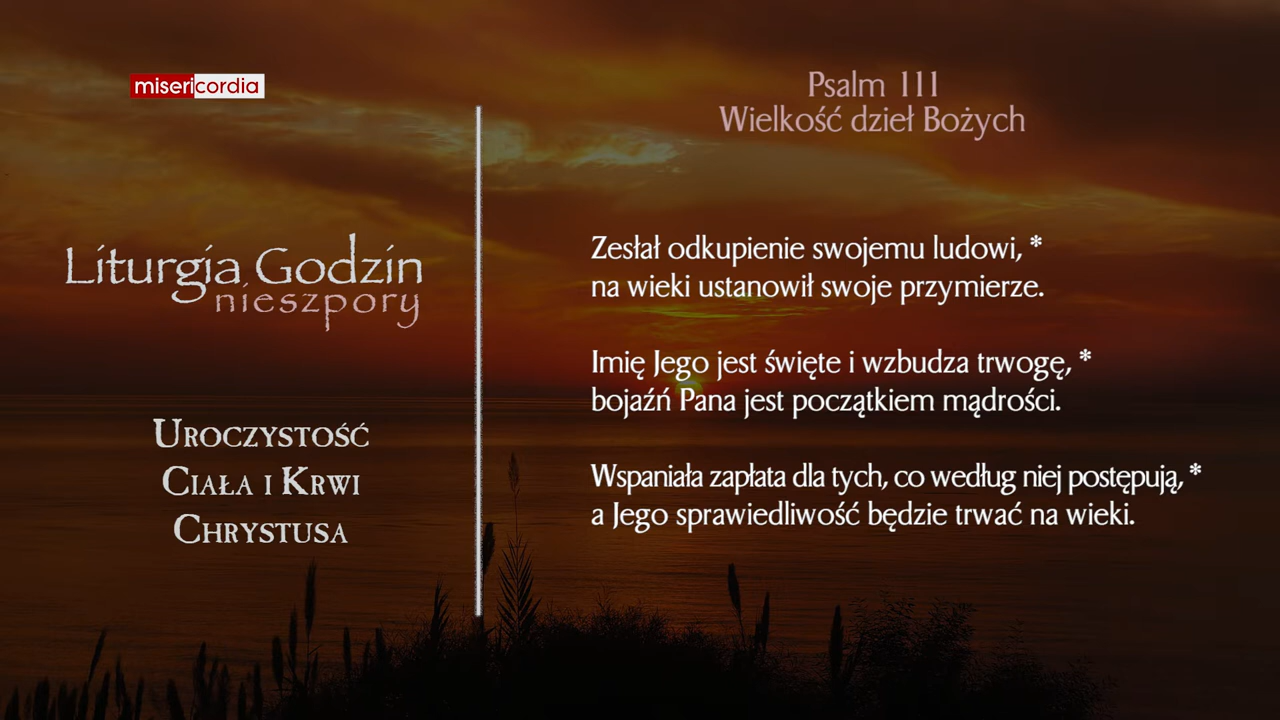 misericordia
Liturgia Godzin
nieszpory
Uroczystość
Ciała i Krwi
Chrystusa
Psalm 111
Wielkość dzieł Bożych
Zesłał odkupienie swojemu ludowi, *
na wieki ustanowił swoje przymierze.
Imię Jego jest święte i wzbudza trwogę, *
bojaźń Pana jest początkiem mądrości.
Wspaniała zapłata dla tych, co według niej postępują, *
a Jego sprawiedliwość będzie trwać na wieki.